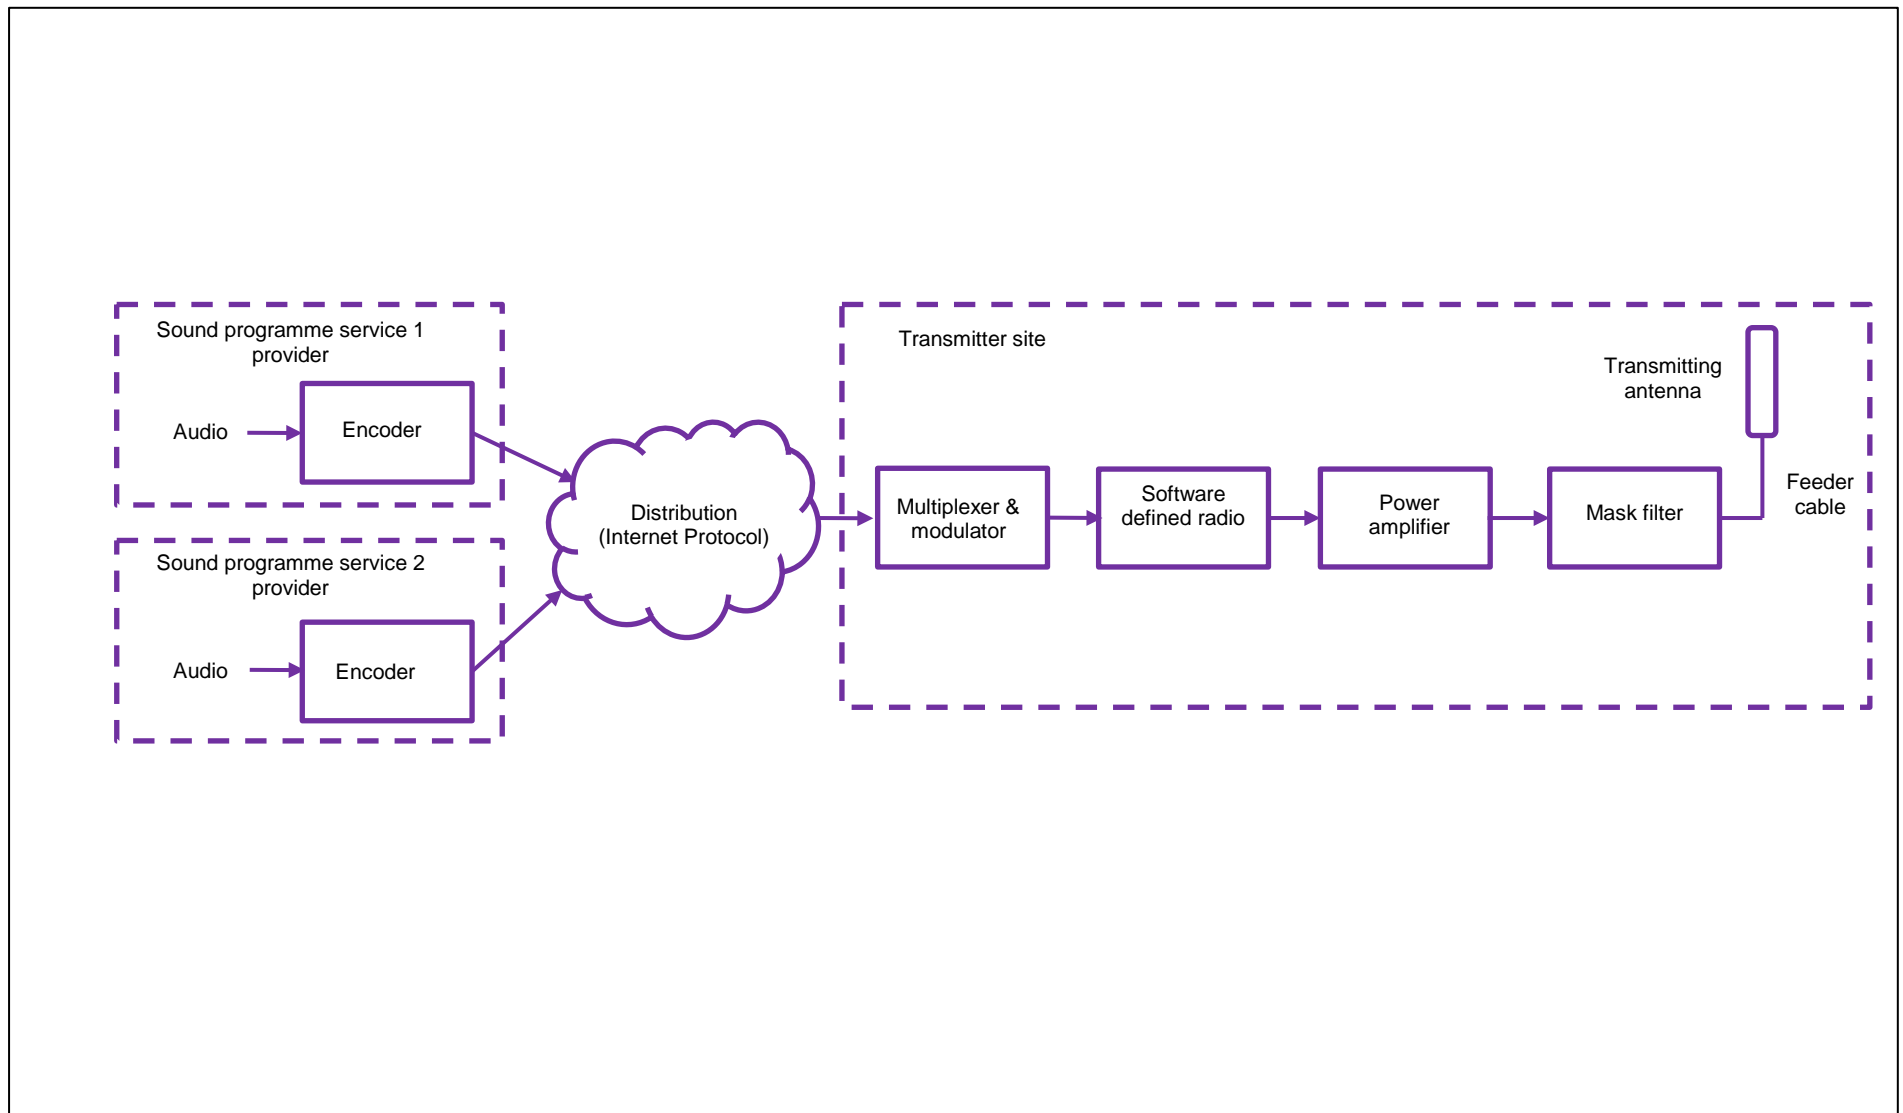 Sound programme service 1
provider
Audio
Encoder
Sound programme service 2
provider
Audio
Encoder
Distribution
(Internet Protocol)
Transmitter site
Multiplexer &
modulator
Software
defined radio
Power
amplifier
Mask filter
Transmitting
antenna
Feeder
cable